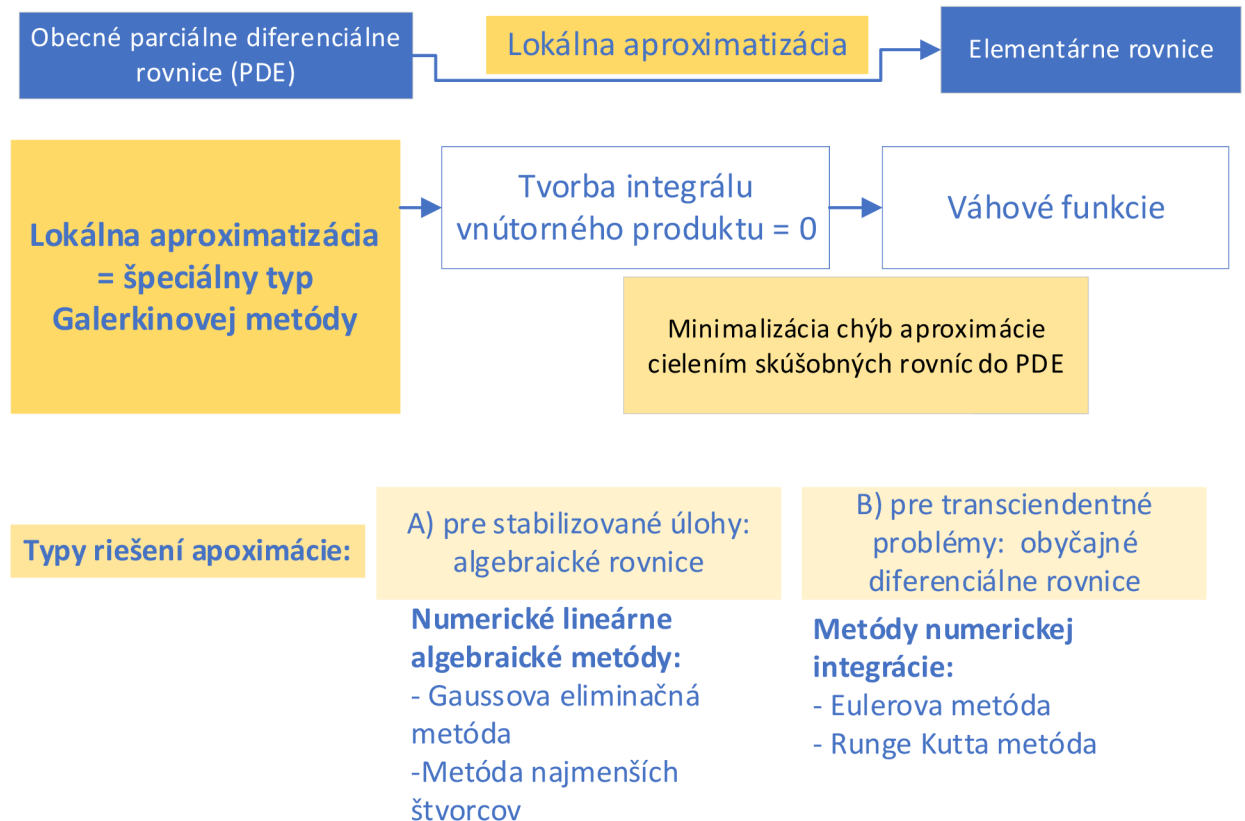 Obecné parciálne diferenciálne
rovnice (PDE)
Lokálna aproximatizácia
Elementárne rovnice
Lokálna aproximatizácia
= špeciálny typ
Galerkinovej metódy
Tvorba integrálu
vnútorného produktu = 0
Váhové funkcie
Minimalizácia chýb aproximácie
cielením skúšobných rovníc do PDE
Typy riešení apoximácie:
A) pre stabilizované úlohy:
algebraické rovnice
Numerické lineárne
algebraické metódy:
- Gaussova eliminačná
metóda
-Metóda najmenších
štvorcov
B) pre transciendentné
problémy: obyčajné
diferenciálne rovnice
Metódy numerickej
integrácie:
- Eulerova metóda
- Runge Kutta metóda